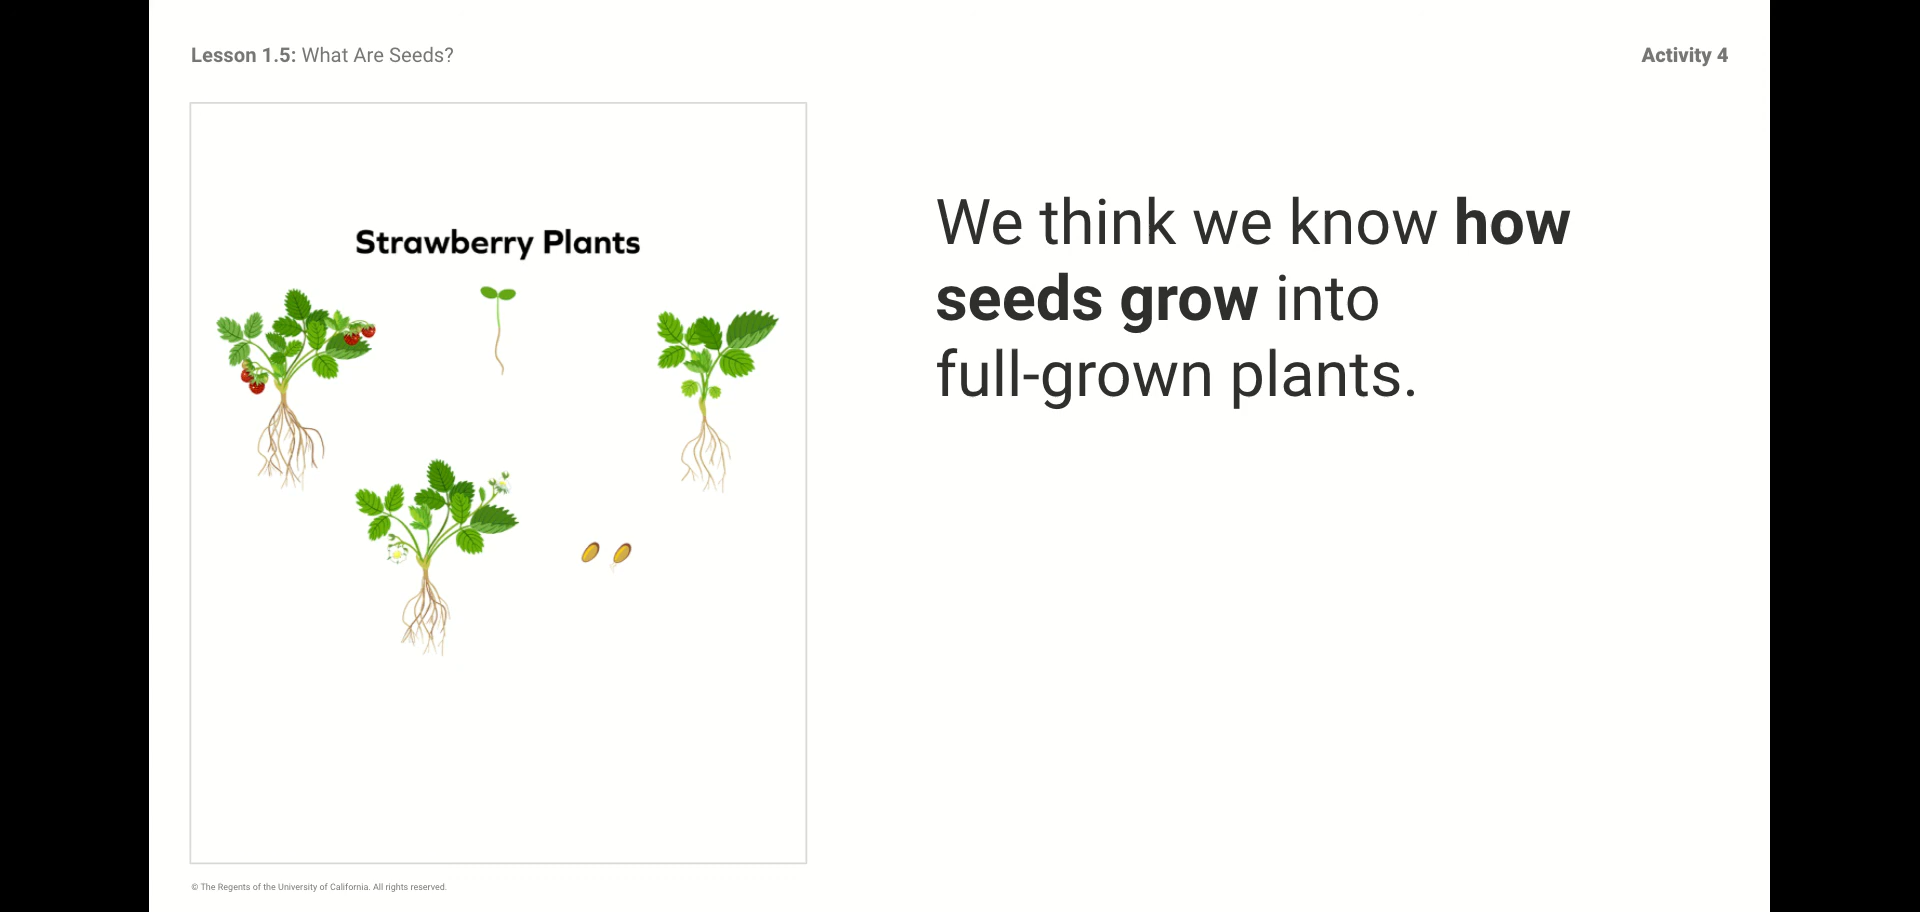 Lesson 1.5: What Are Seeds?
Activity 4
Strawberry Plants
We think we know how
seeds grow into
full-grown plants.
© The Regents of the University of California. All rights reserved.